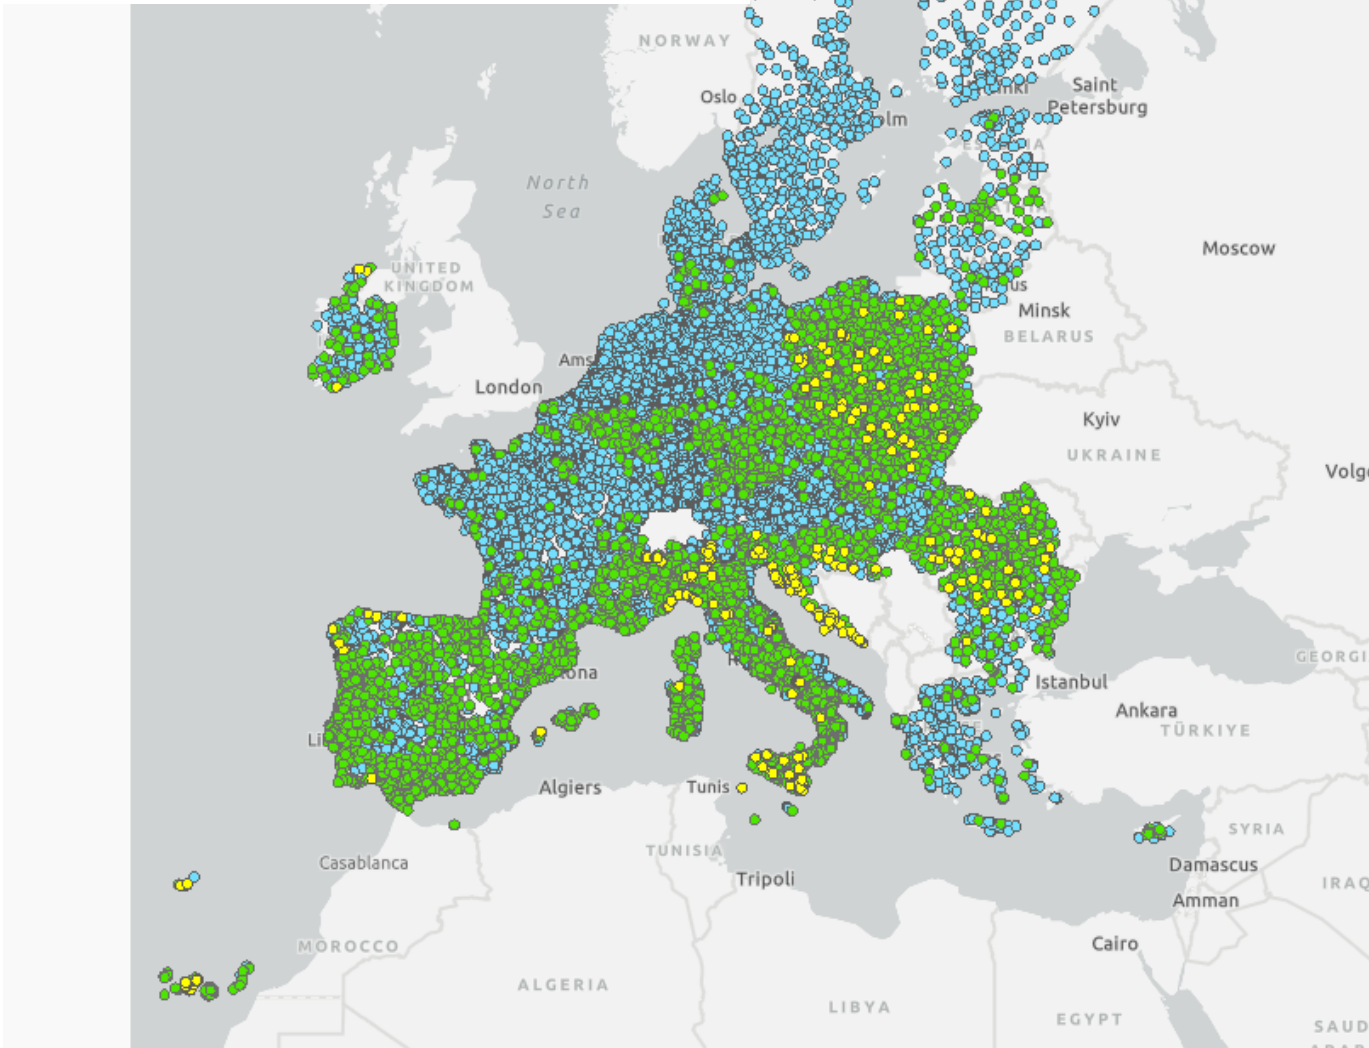 NORWAY
Oslo
Saint
Petersburg
North
Sea
Moscow
UNITED
KINGDOM
Minsk
BELARUS
London
Kyiv
UKRAINE
GEORGI
Istanbul
Ankara
TÜRKIYE
Algiers
Tunis
SYRIA
TUNISIA
Casablanca
Damascus
Tripoli
IRAQ
Amman
MOROCCO
Cairo
ALGERIA
LIBYA
EGYPT
SAUD